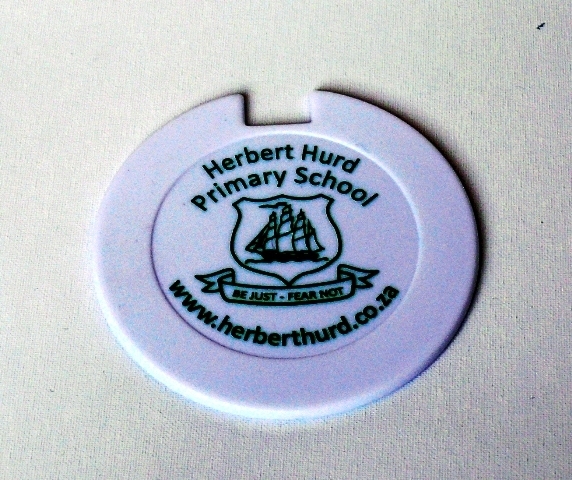 Herbert Hurd
Primary School
BE JUST - FEAR NOT
www.herberthurd.co.za